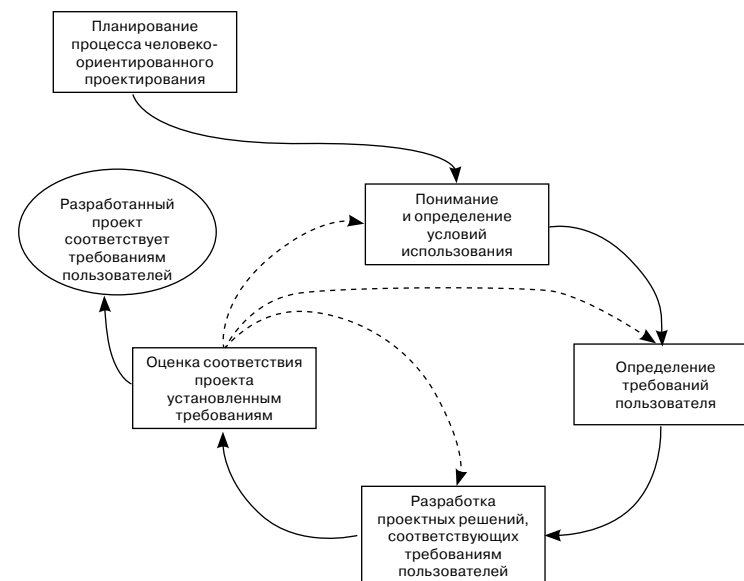 Планирование
процесса человеко-
ориентированного
проектирования
Разработанный
проект
соответствует
требованиям
пользователей
Понимание
и определение
условий
использования
Оценка соответствия
проекта
установленным
требованиям
Определение
требований
пользователя
Разработка
проектных решений,
соответствующих
требованиям
пользователей